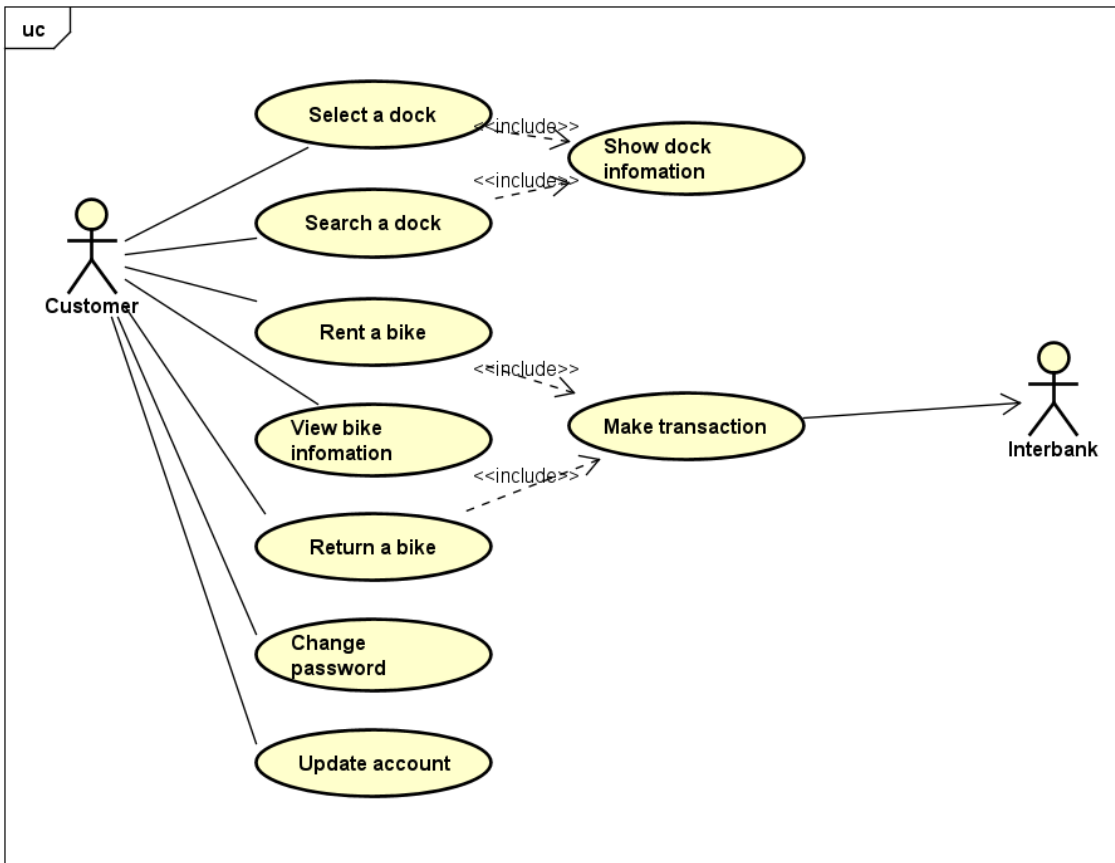 uc
Select a dock
<<include>>
Show dock
infomation
<<include>>
Search a dock
Customer
Rent a bike
<<include>>
View bike
infomation
Make transaction
Interbank
<<include>>
Return a bike
Change
password
Update account